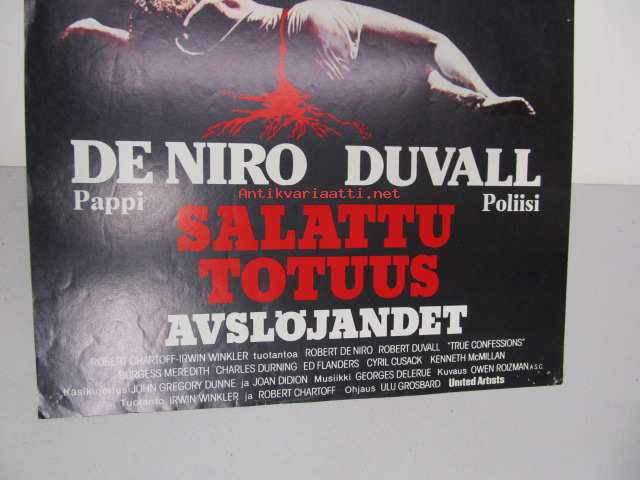 DE NIRO DUVALL
Antikvariaatti.net
Pappi Poliisi
SALATTU
TOTUUS
AVSLÖJANDET
ROBERT CHARTOFF-IRWIN WINKLER tuotantoa ROBERT DE NIRO ROBERT DUVALL "TRUE CONFESSIONS"
BURGESS MEREDITH CHARLES DURNING ED FLANDERS CYRIL CUSACK KENNETH McMILLAN
Käsikirjoitus JOHN GREGORY DUNNE ja JOAN DIDION Musiikki GEORGES DELERUE Kuvaus OWEN ROIZMAN A.S.C.
Tuotanto IRWIN WINKLER ja ROBERT CHARTOFF Ohjaus ULU GROSBARD United Artists